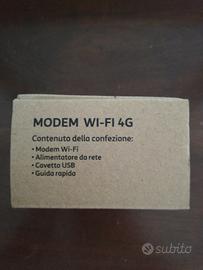 MODEM WI-FI 4G
Contenuto della confezione:
• Modem Wi-Fi
• Alimentatore da rete
• Cavetto USB
• Guida rapida
subito